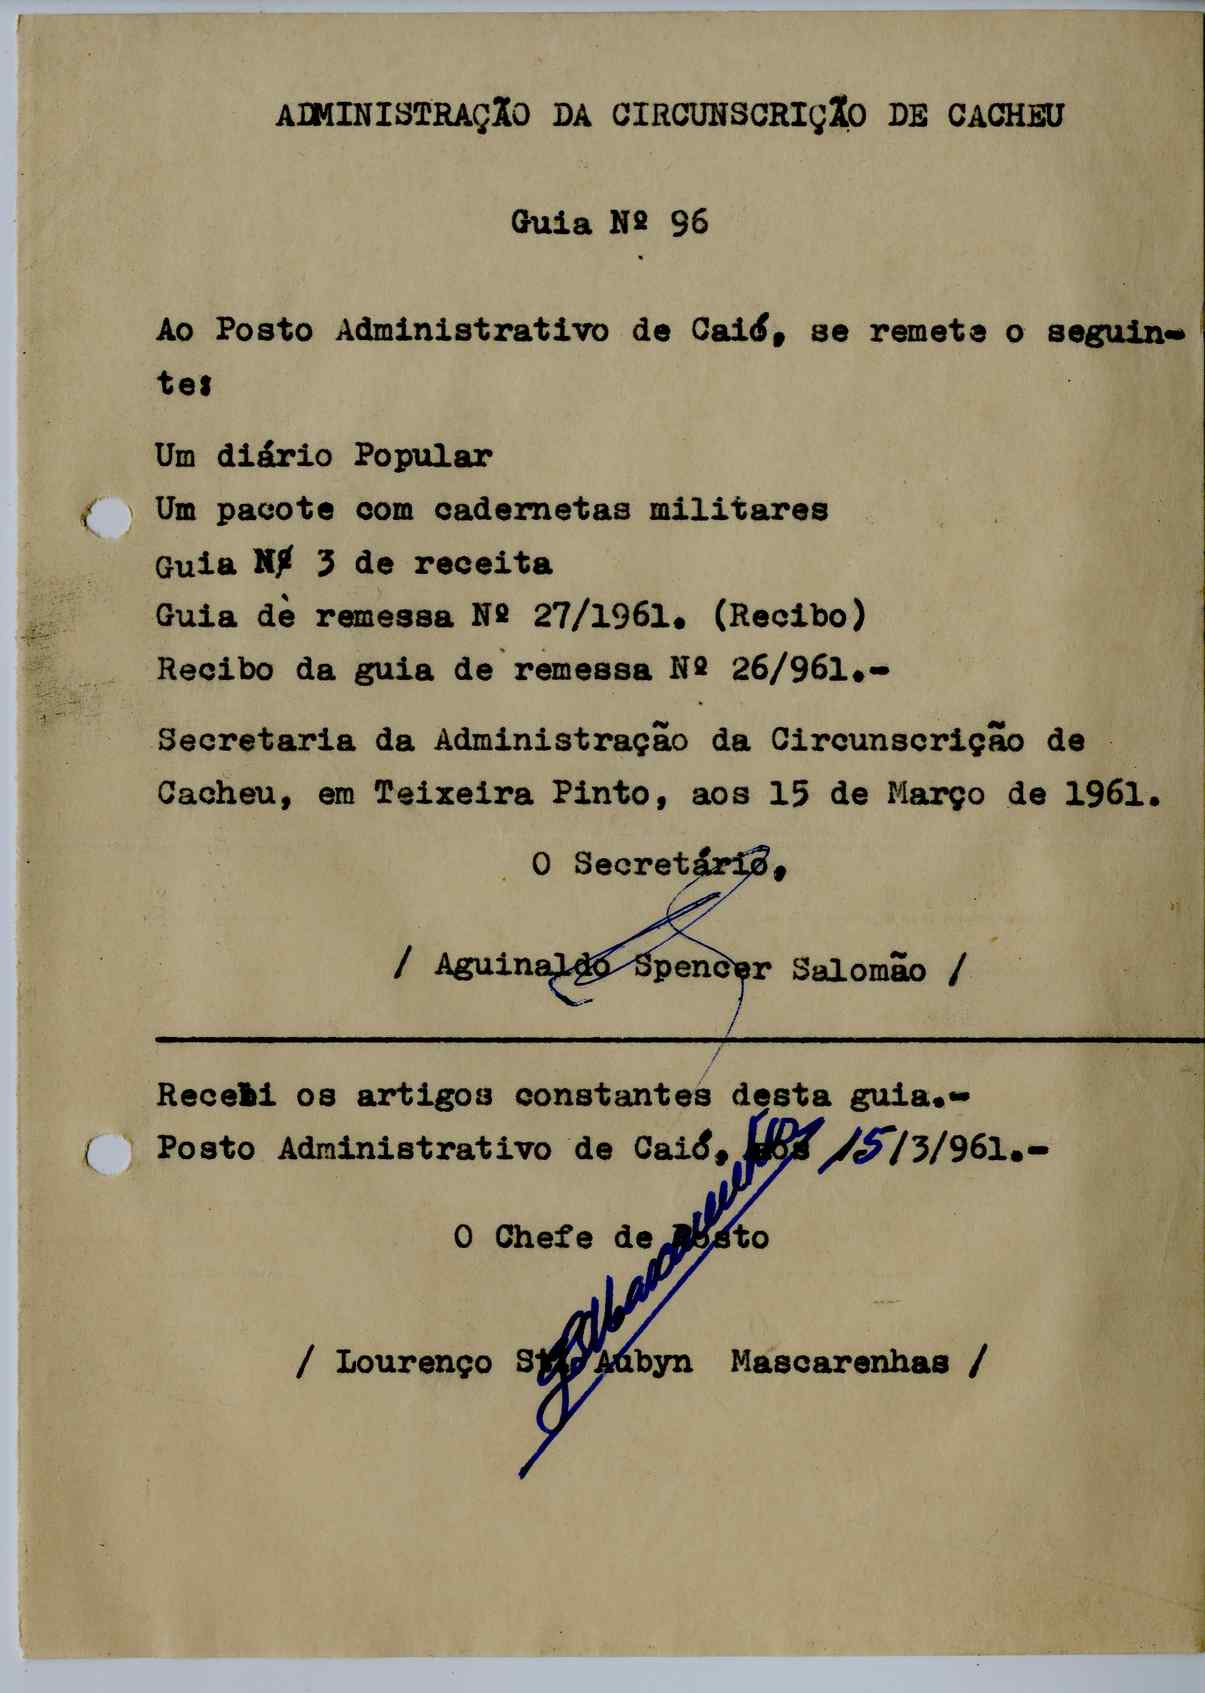 ADMINISTRAÇÃO DA CIRCUNSCRIÇÃO DE CACHEU
Guia Nº 96
Ao Posto Administrativo de Caió, se remete o seguin-
te:
Um diário Popular
Um pacote com cadernetas militares
Guia Nº 3 de receita
Guia de remessa Nº 27/1961. (Recibo)
Recibo da guia de remessa Nº 26/961.-
Secretaria da Administração da Circunscrição de
Cacheu, em Teixeira Pinto, aos 15 de Março de 1961.
O Secretário,
/ Aguinaldo Spencer Salomão /
Recebi os artigos constantes desta guia.-
Posto Administrativo de Caió, aos 15/3/961.-
O Chefe de Posto
/ Lourenço Aubyn Mascarenhas /